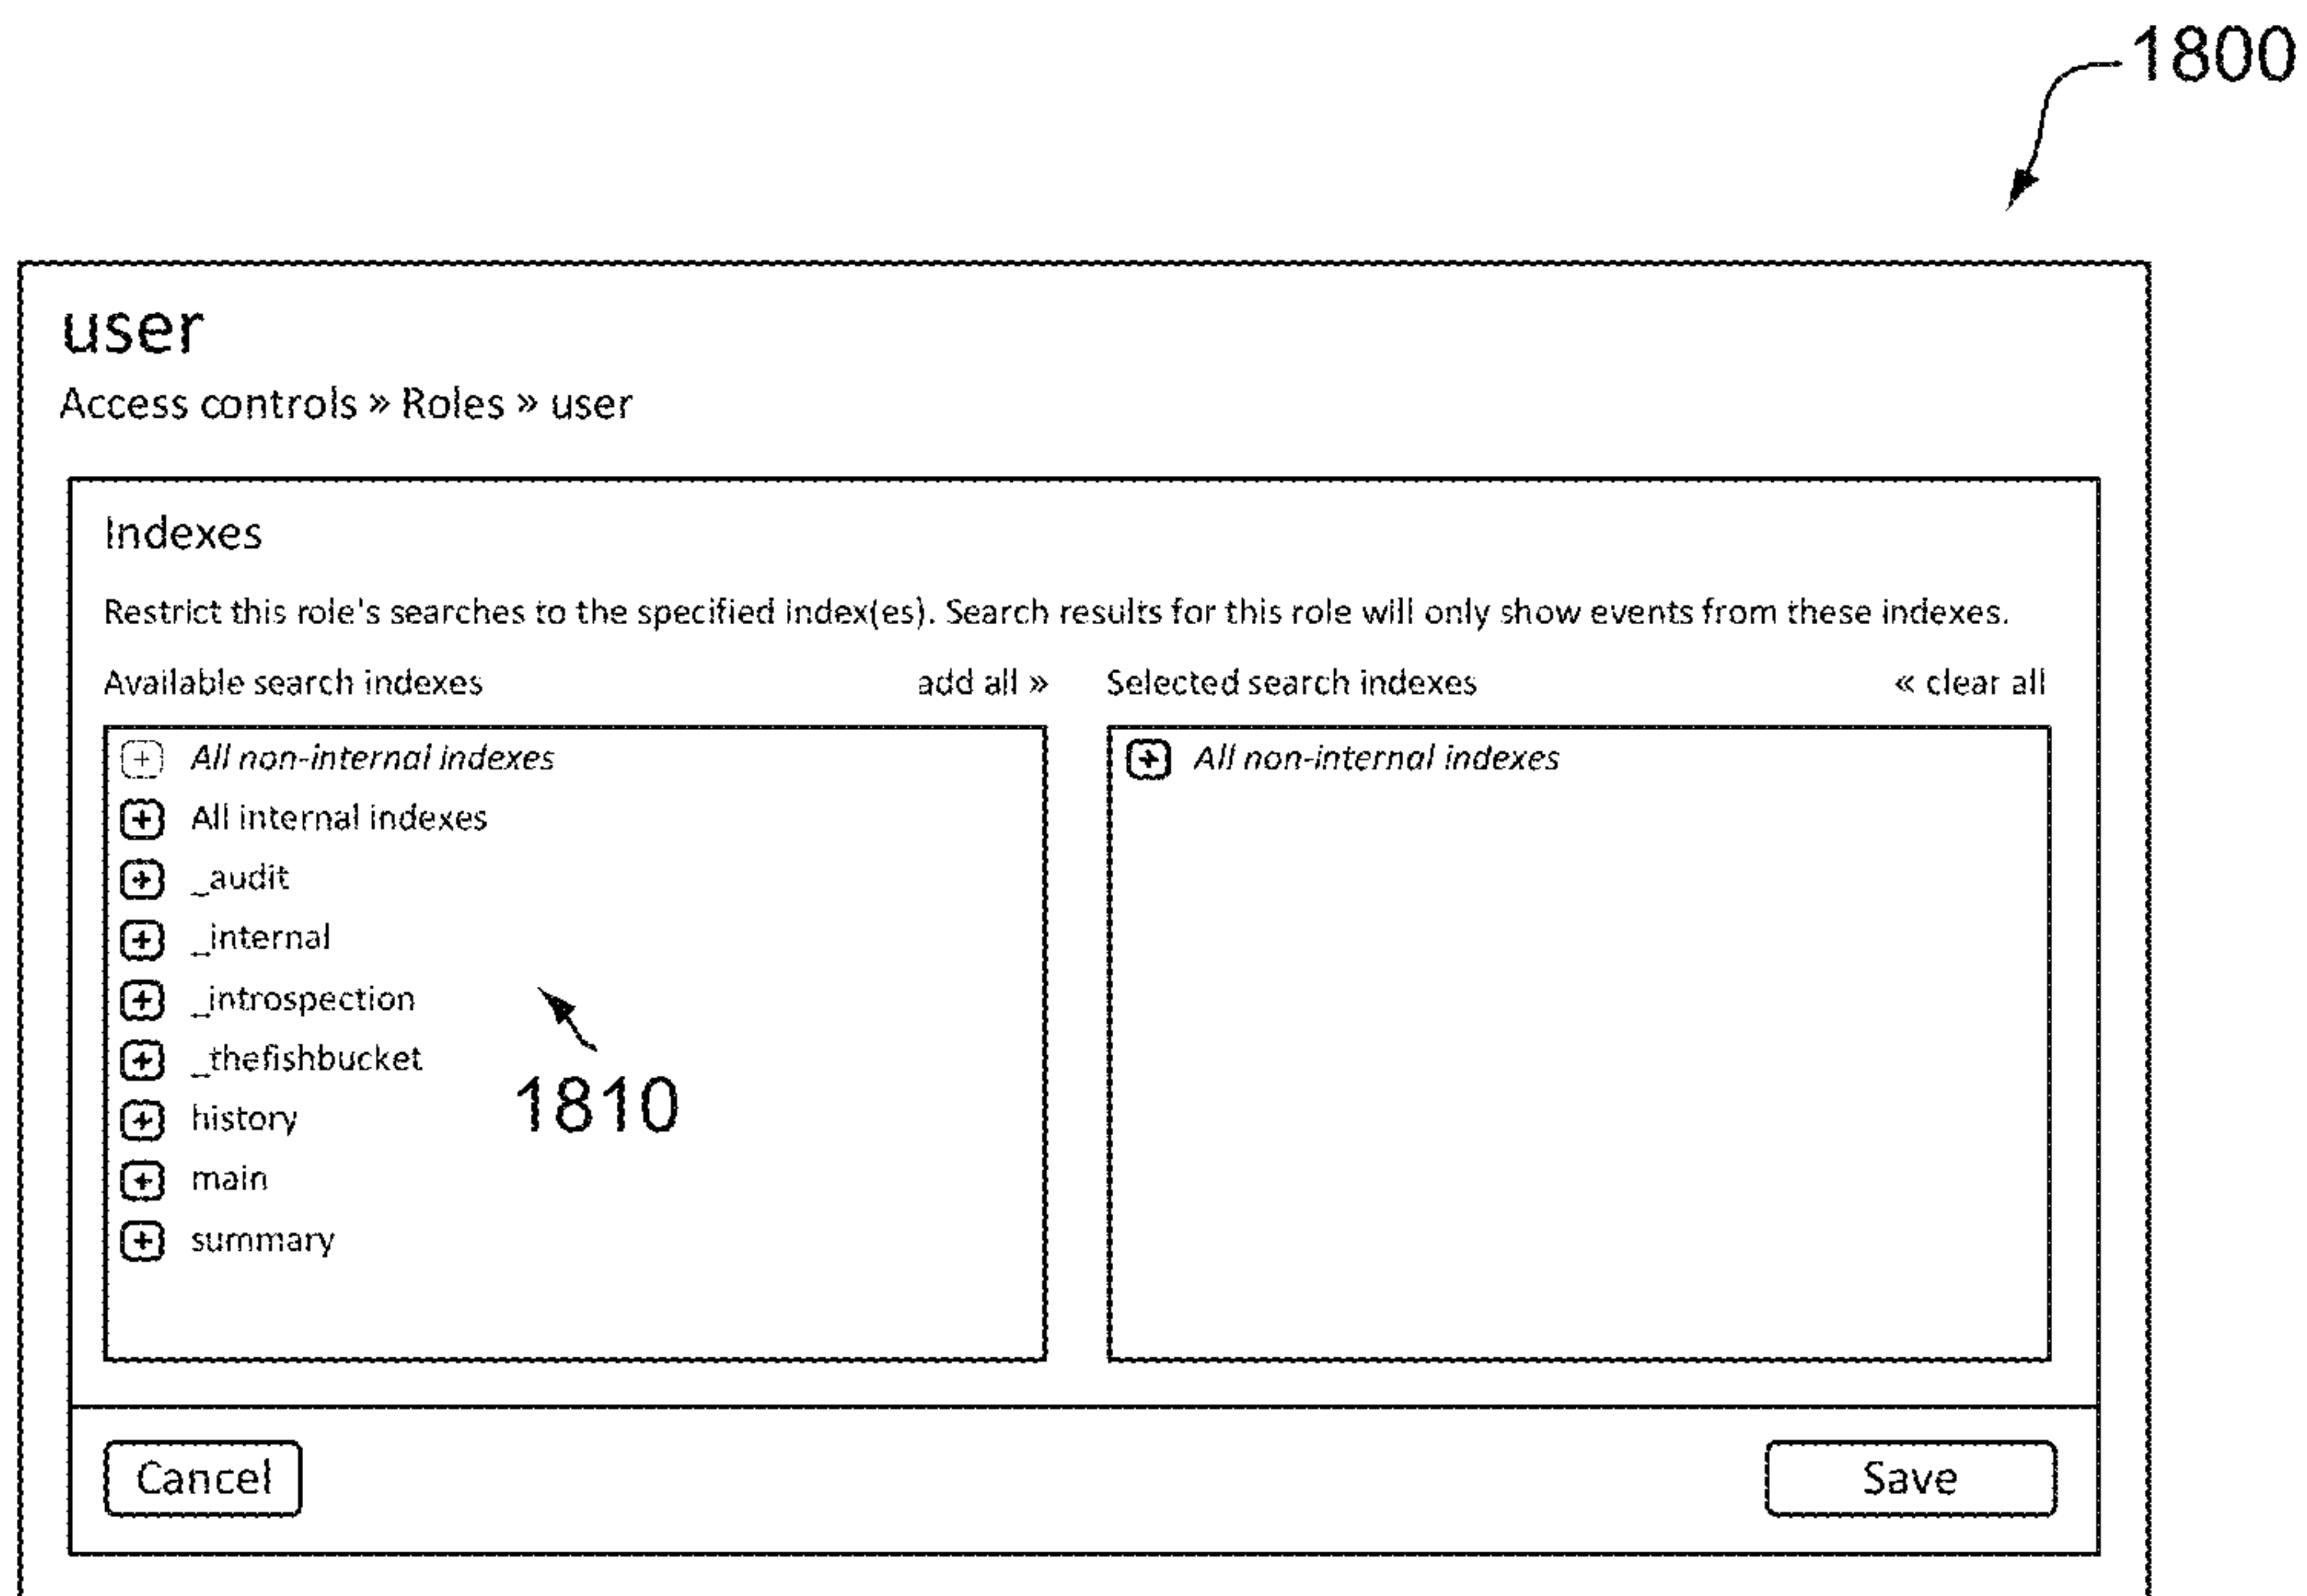 1800
user
Access controls » Roles » user
Indexes
Restrict this role's searches to the specified index(es). Search results for this role will only show events from these indexes.
Available search indexes add all » Selected search indexes « clear all
+ All non-internal indexes
+ All internal indexes
+ _audit
+ _internal
+ _introspection
+ _thefishbucket
+ history
+ main
+ summary
1810
+ All non-internal indexes
Cancel Save